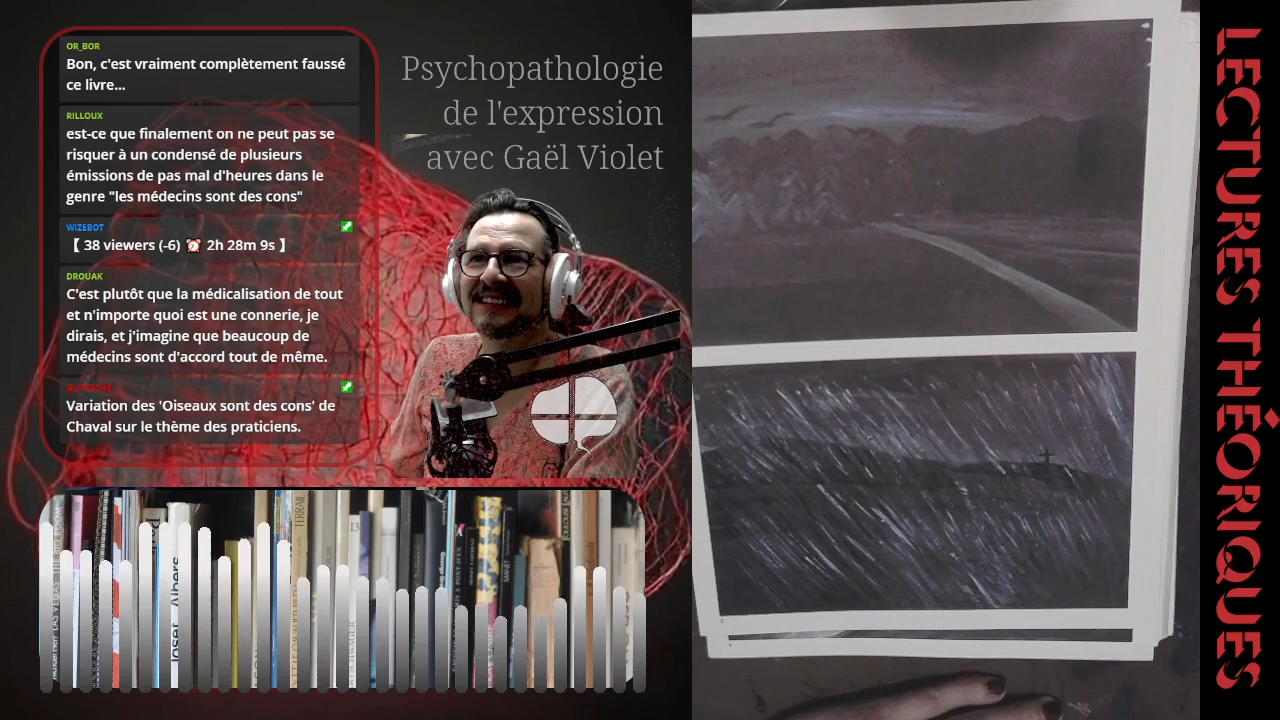 OR_BOR
Bon, c'est vraiment complètement faussé
ce livre...
RILLOUX
est-ce que finalement on ne peut pas se
risquer à un condensé de plusieurs
émissions de pas mal d'heures dans le
genre "les médecins sont des cons"
WIZEBOT
【 38 viewers (-6) ⏰ 2h 28m 9s 】
DROUAK
C'est plutôt que la médicalisation de tout
et n'importe quoi est une connerie, je
dirais, et j'imagine que beaucoup de
médecins sont d'accord tout de même.
Variation des 'Oiseaux sont des cons' de
Chaval sur le thème des praticiens.
Psychopathologie
de l'expression
avec Gaël Violet
LECTURES THÉORIQUES
Josef Albers
MANET